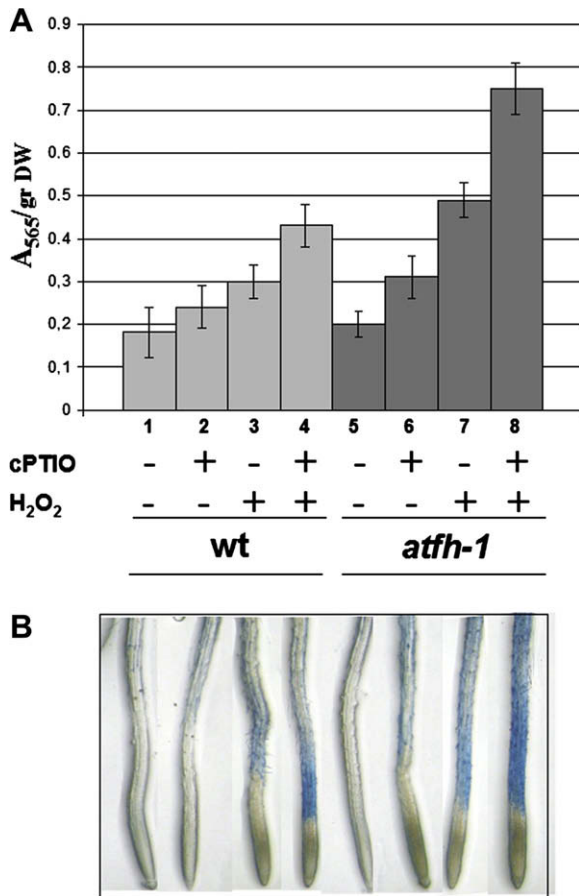 A
A565/gr DW
0.9
0,8
0.7
0,6
0.5
0,4
0,3
0,2
0,1
0
1 2 3 4 5 6 7 8
cPTIO - + - + - + - +
H2O2 - - + + - - + +
wt atfh-1
B